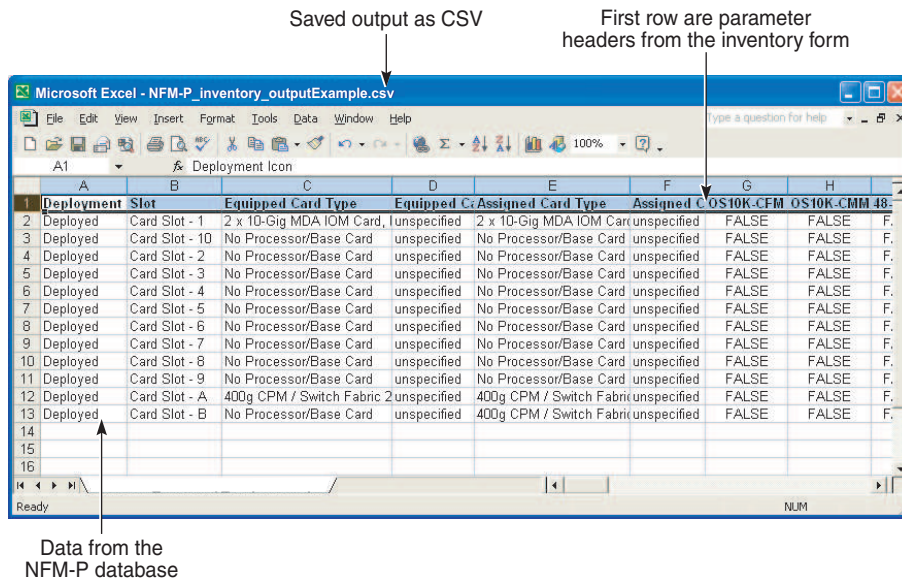 Saved output as CSV
First row are parameter
headers from the inventory form
Microsoft Excel - NFM-P_inventory_outputExample.csv
File Edit View Insert Format Tools Data Window Help Type a question for help
100%
A1 fx Deployment Icon
A B C D E F G H
1 Deployment Slot Equipped Card Type Equipped Ca Assigned Card Type Assigned C OS10K-CFM OS10K-CMM 48-
2 Deployed Card Slot - 1 2 x 10-Gig MDA IOM Card, unspecified 2 x 10-Gig MDA IOM Card unspecified FALSE FALSE F.
3 Deployed Card Slot - 10 No Processor/Base Card unspecified No Processor/Base Card unspecified FALSE FALSE F.
4 Deployed Card Slot - 2 No Processor/Base Card unspecified No Processor/Base Card unspecified FALSE FALSE F.
5 Deployed Card Slot - 3 No Processor/Base Card unspecified No Processor/Base Card unspecified FALSE FALSE F.
6 Deployed Card Slot - 4 No Processor/Base Card unspecified No Processor/Base Card unspecified FALSE FALSE F.
7 Deployed Card Slot - 5 No Processor/Base Card unspecified No Processor/Base Card unspecified FALSE FALSE F.
8 Deployed Card Slot - 6 No Processor/Base Card unspecified No Processor/Base Card unspecified FALSE FALSE F.
9 Deployed Card Slot - 7 No Processor/Base Card unspecified No Processor/Base Card unspecified FALSE FALSE F.
10 Deployed Card Slot - 8 No Processor/Base Card unspecified No Processor/Base Card unspecified FALSE FALSE F.
11 Deployed Card Slot - 9 No Processor/Base Card unspecified No Processor/Base Card unspecified FALSE FALSE F.
12 Deployed Card Slot - A 400g CPM / Switch Fabric 2 unspecified 400g CPM / Switch Fabric unspecified FALSE FALSE F.
13 Deployed Card Slot - B No Processor/Base Card unspecified 400g CPM / Switch Fabric unspecified FALSE FALSE F.
14
15
16
Ready NUM
Data from the
NFM-P database